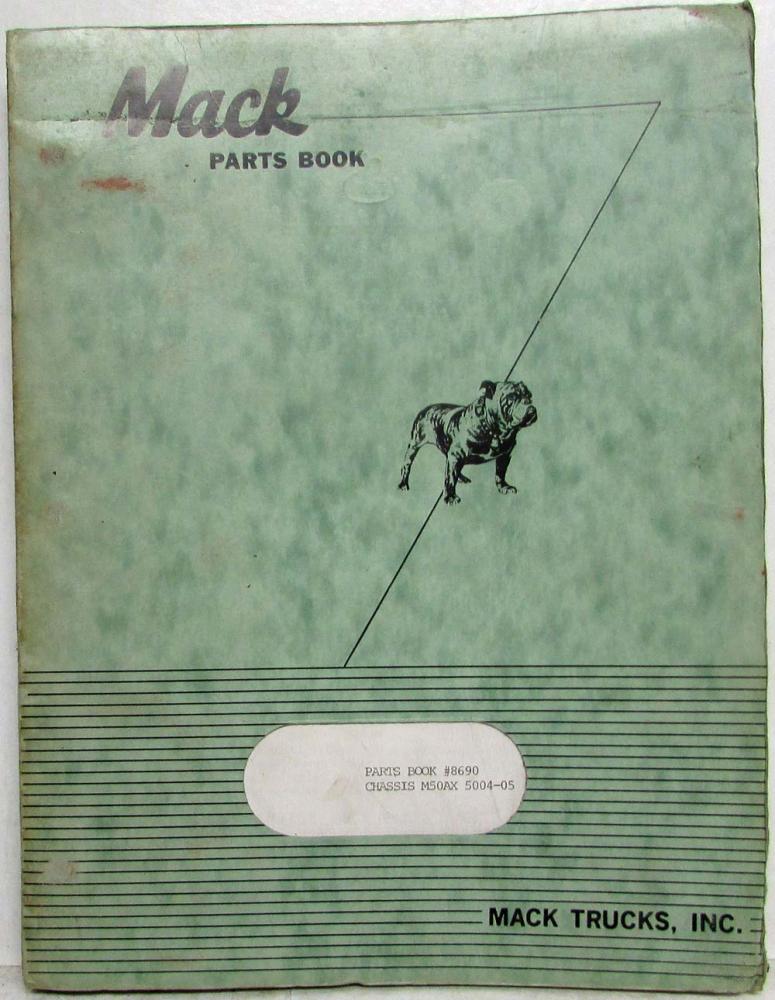 Mack
PARTS BOOK
PARTS BOOK #8690
CHASSIS M50AX 5004-05
MACK TRUCKS, INC.